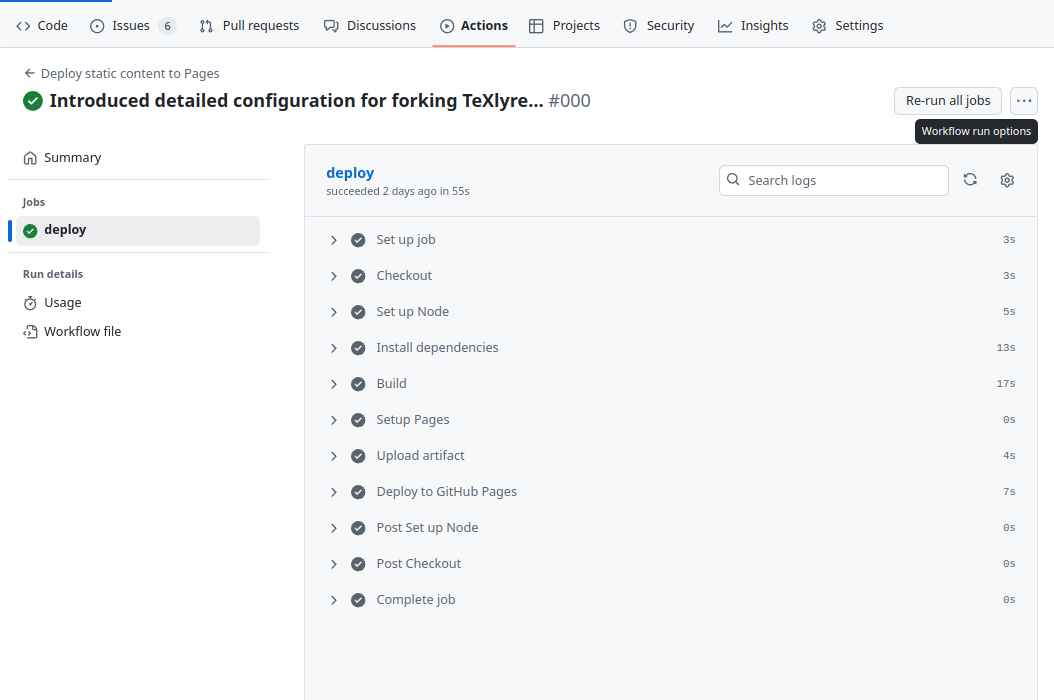 Code Issues 6 Pull requests Discussions Actions Projects Security Insights Settings
Deploy static content to Pages
Introduced detailed configuration for forking TeXlyre... #000
Re-run all jobs
Workflow run options
Summary
Jobs
deploy
Run details
Usage
Workflow file
deploy
succeeded 2 days ago in 55s
Search logs
Set up job 3s
Checkout 3s
Set up Node 5s
Install dependencies 13s
Build 17s
Setup Pages 0s
Upload artifact 4s
Deploy to GitHub Pages 7s
Post Set up Node 0s
Post Checkout 0s
Complete job 0s